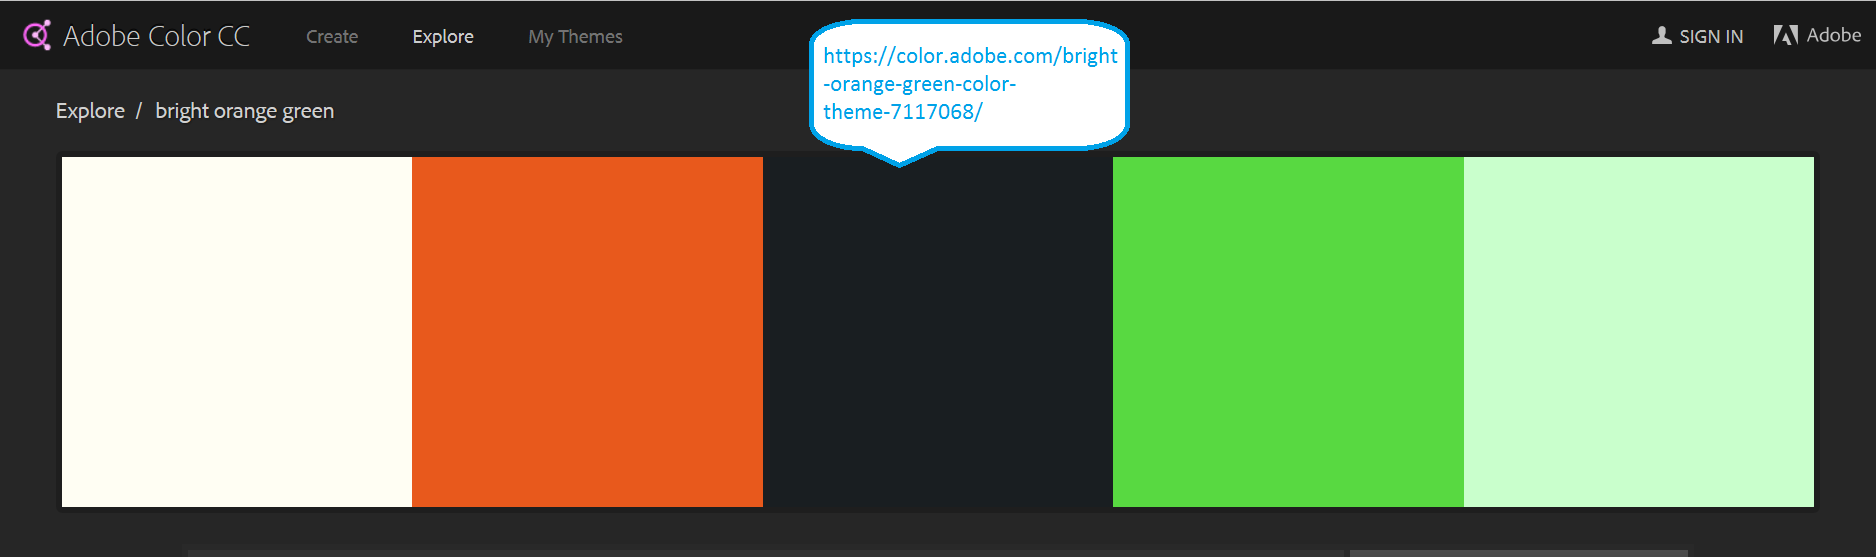 Adobe Color CC Create Explore My Themes SIGN IN Adobe
https://color.adobe.com/bright
-orange-green-color-
theme-7117068/
Explore / bright orange green